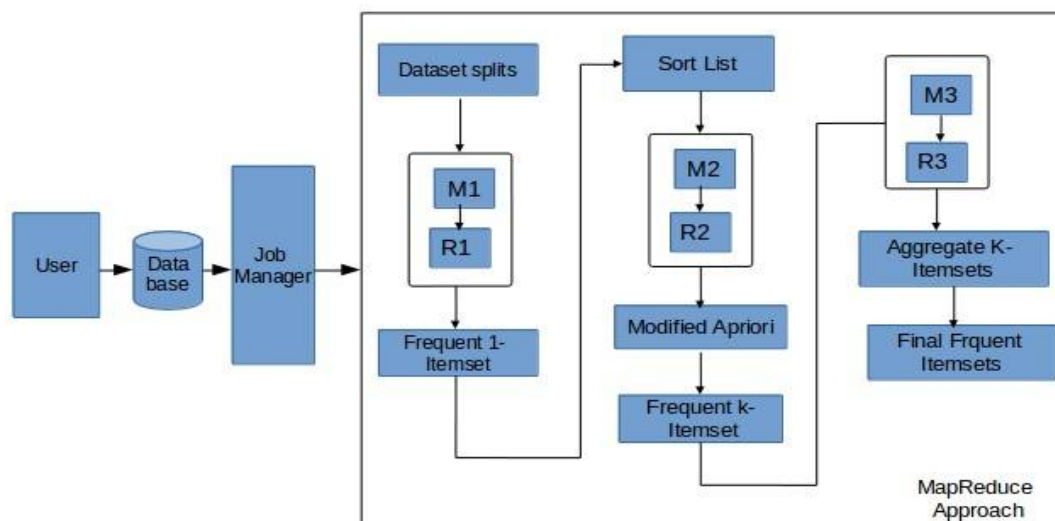 User
Data
base
Job
Manager
Dataset splits
M1
R1
Frequent 1-
Itemset
Sort List
M2
R2
Modified Apriori
Frequent k-
Itemset
M3
R3
Aggregate K-
Itemsets
Final Frquent
Itemsets
MapReduce
Approach